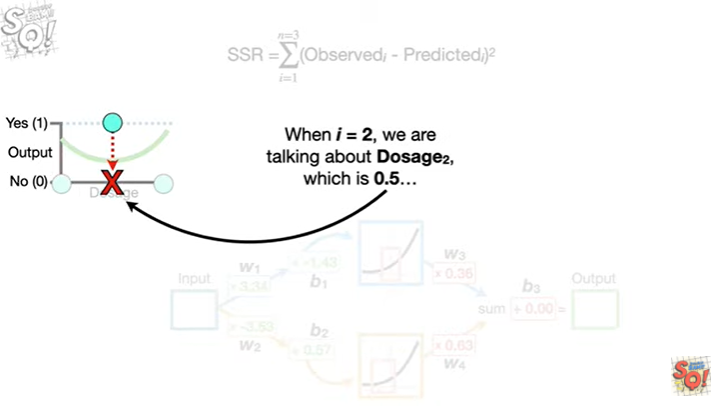 SQ!
SSR = n=3∑i=1 (Observedi - Predictedi)²
Yes (1)
Output
No (0)
Dosage
X
When i = 2, we are
talking about Dosage₂,
which is 0.5…
Input
w₁
× 3.34
+ -1.43
b₁
w₃
× 0.36
× -3.53
w₂
b₂
+ 0.57
× 0.63
w₄
sum
b₃
+ 0.00 =
Output
SQ!